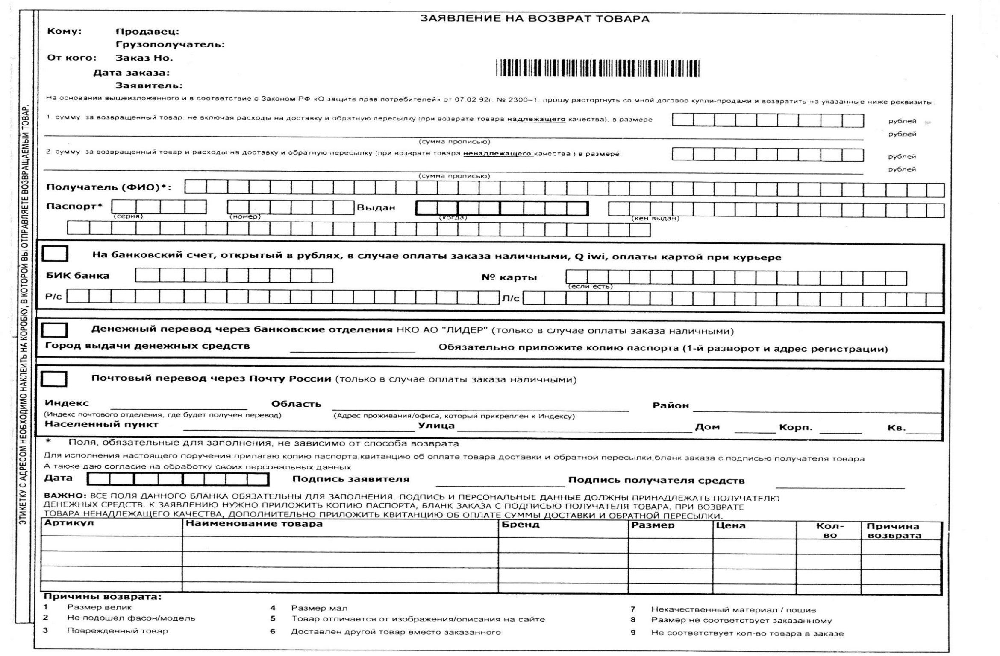 ЗАЯВЛЕНИЕ НА ВОЗВРАТ ТОВАРА
Кому: Продавец:
Грузополучатель:
От кого: Заказ Но.
Дата заказа:
Заявитель:
На основании вышеизложенного и в соответствие с Законом РФ «О защите прав потребителей» от 07.02 92г. № 2300–1, прошу расторгнуть со мной договор купли-продажи и возвратить на указанные ниже реквизиты:
1 сумму за возвращенный товар не включая расходы на доставку и обратную пересылку (при возврате товара надлежащего качества), в размере рублей
рублей
(сумма прописью)
2 сумму за возвращенный товар и расходы на доставку и обратную пересылку (при возврате товара ненадлежащего качества ) в размере: рублей
рублей
(сумма прописью)
Получатель (ФИО)*:
Паспорт* Выдан
(серия) (номер) (когда) (кем выдан)
На банковский счет, открытый в рублях, в случае оплаты заказа наличными, Q iwi, оплаты картой при курьере
БИК банка № карты
(если есть)
Р/с Л/с
Денежный перевод через банковские отделения НКО АО "ЛИДЕР" (только в случае оплаты заказа наличными)
Город выдачи денежных средств Обязательно приложите копию паспорта (1-й разворот и адрес регистрации)
Почтовый перевод через Почту России (только в случае оплаты заказа наличными)
Индекс Область Район
(Индекс почтового отделения, где будет получен перевод) (Адрес проживания/офиса, который прикреплен к Индексу)
Населенный пункт Улица Дом Корп. Кв.
* Поля, обязательные для заполнения, не зависимо от способа возврата
Для исполнения настоящего поручения прилагаю копию паспорта,квитанцию об оплате товара,доставки и обратной пересылки,бланк заказа с подписью получателя товара
А также даю согласие на обработку своих персональных данных
Дата Подпись заявителя Подпись получателя средств
ВАЖНО: ВСЕ ПОЛЯ ДАННОГО БЛАНКА ОБЯЗАТЕЛЬНЫ ДЛЯ ЗАПОЛНЕНИЯ. ПОДПИСЬ И ПЕРСОНАЛЬНЫЕ ДАННЫЕ ДОЛЖНЫ ПРИНАДЛЕЖАТЬ ПОЛУЧАТЕЛЮ
ДЕНЕЖНЫХ СРЕДСТВ. К ЗАЯВЛЕНИЮ НУЖНО ПРИЛОЖИТЬ КОПИЮ ПАСПОРТА, БЛАНК ЗАКАЗА С ПОДПИСЬЮ ПОЛУЧАТЕЛЯ ТОВАРА. ПРИ ВОЗВРАТЕ
ТОВАРА НЕНАДЛЕЖАЩЕГО КАЧЕСТВА, ДОПОЛНИТЕЛЬНО ПРИЛОЖИТЬ КВИТАНЦИЮ ОБ ОПЛАТЕ СУММЫ ДОСТАВКИ И ОБРАТНОЙ ПЕРЕСЫЛКИ.
Артикул Наименование товара Бренд Размер Цена Кол- Причина
во возврата
Причины возврата:
1 Размер велик 4 Размер мал 7 Некачественный материал / пошив
2 Не подошел фасон/модель 5 Товар отличается от изображения/описания на сайте 8 Размер не соответствует заказанному
3 Поврежденный товар 6 Доставлен другой товар вместо заказанного 9 Не соответствует кол-во товара в заказе
ЭТИКЕТКУ С АДРЕСОМ НЕОБХОДИМО НАКЛЕИТЬ НА КОРОБКУ, В КОТОРОЙ ВЫ ОТПРАВЛЯЕТЕ ВОЗВРАЩАЕМЫЙ ТОВАР.